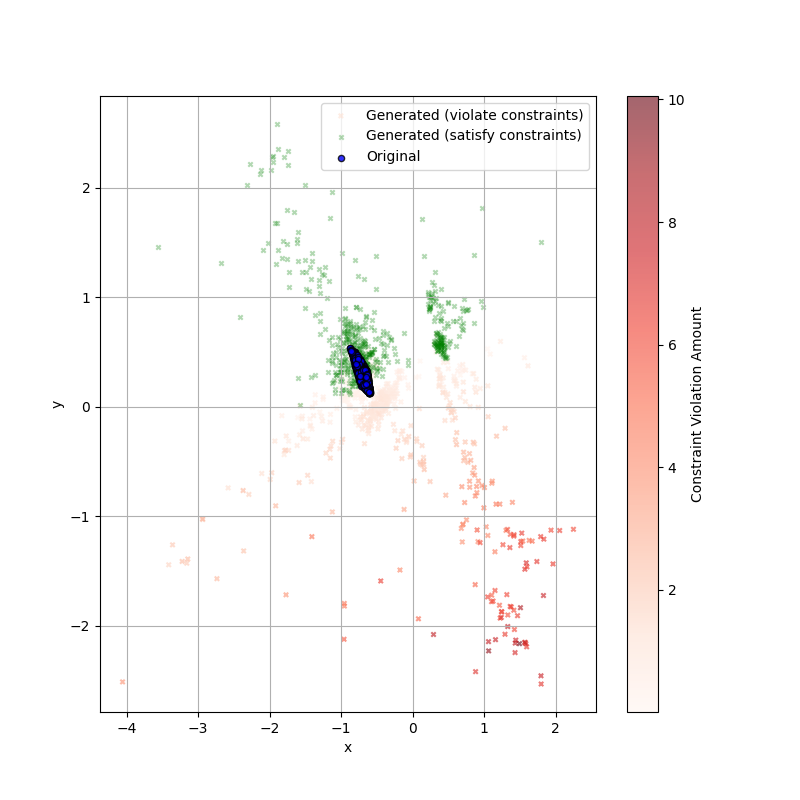 Generated (violate constraints)
Generated (satisfy constraints)
Original
2
1
0
−1
−2
y
−4
−3
−2
−1
0
1
2
x
10
8
6
4
2
Constraint Violation Amount